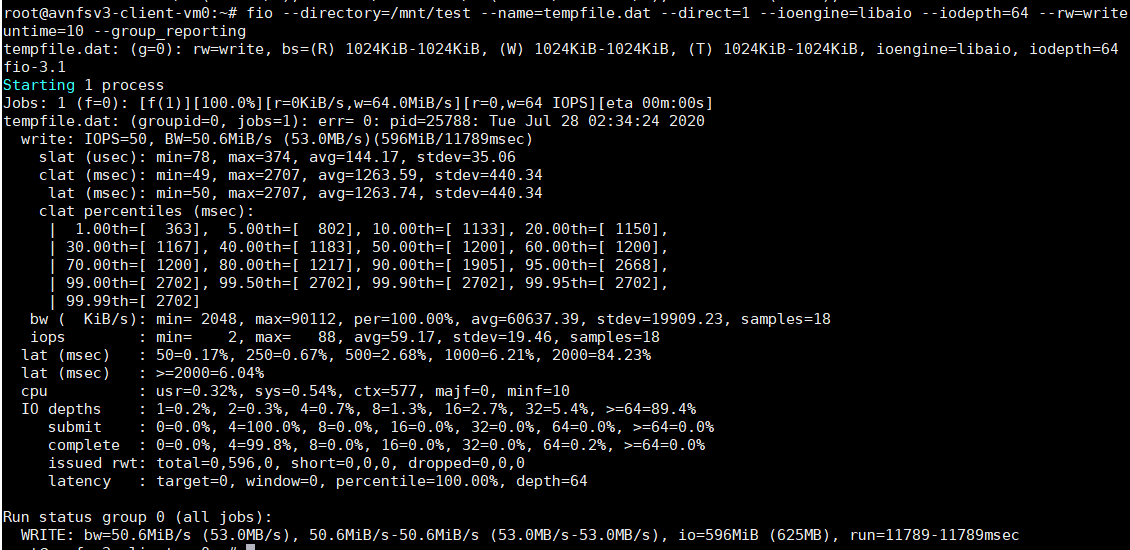 root@avnfsv3-client-vm0:~# fio --directory=/mnt/test --name=tempfile.dat --direct=1 --ioengine=libaio --iodepth=64 --rw=write
untime=10 --group_reporting
tempfile.dat: (g=0): rw=write, bs=(R) 1024KiB-1024KiB, (W) 1024KiB-1024KiB, (T) 1024KiB-1024KiB, ioengine=libaio, iodepth=64
fio-3.1
Starting 1 process
Jobs: 1 (f=0): [f(1)][100.0%][r=0KiB/s,w=64.0MiB/s][r=0,w=64 IOPS][eta 00m:00s]
tempfile.dat: (groupid=0, jobs=1): err= 0: pid=25788: Tue Jul 28 02:34:24 2020
  write: IOPS=50, BW=50.6MiB/s (53.0MB/s)(596MiB/11789msec)
    slat (usec): min=78, max=374, avg=144.17, stdev=35.06
    clat (msec): min=49, max=2707, avg=1263.59, stdev=440.34
     lat (msec): min=50, max=2707, avg=1263.74, stdev=440.34
    clat percentiles (msec):
     |  1.00th=[  363],  5.00th=[  802], 10.00th=[ 1133], 20.00th=[ 1150],
     | 30.00th=[ 1167], 40.00th=[ 1183], 50.00th=[ 1200], 60.00th=[ 1200],
     | 70.00th=[ 1200], 80.00th=[ 1217], 90.00th=[ 1905], 95.00th=[ 2668],
     | 99.00th=[ 2702], 99.50th=[ 2702], 99.90th=[ 2702], 99.95th=[ 2702],
     | 99.99th=[ 2702]
   bw (  KiB/s): min= 2048, max=90112, per=100.00%, avg=60637.39, stdev=19909.23, samples=18
   iops        : min=    2, max=   88, avg=59.17, stdev=19.46, samples=18
  lat (msec)   : 50=0.17%, 250=0.67%, 500=2.68%, 1000=6.21%, 2000=84.23%
  lat (msec)   : >=2000=6.04%
  cpu          : usr=0.32%, sys=0.54%, ctx=577, majf=0, minf=10
  IO depths    : 1=0.2%, 2=0.3%, 4=0.7%, 8=1.3%, 16=2.7%, 32=5.4%, >=64=89.4%
     submit    : 0=0.0%, 4=100.0%, 8=0.0%, 16=0.0%, 32=0.0%, 64=0.0%, >=64=0.0%
     complete  : 0=0.0%, 4=99.8%, 8=0.0%, 16=0.0%, 32=0.0%, 64=0.2%, >=64=0.0%
     issued rwt: total=0,596,0, short=0,0,0, dropped=0,0,0
     latency   : target=0, window=0, percentile=100.00%, depth=64
Run status group 0 (all jobs):
  WRITE: bw=50.6MiB/s (53.0MB/s), 50.6MiB/s-50.6MiB/s (53.0MB/s-53.0MB/s), io=596MiB (625MB), run=11789-11789msec